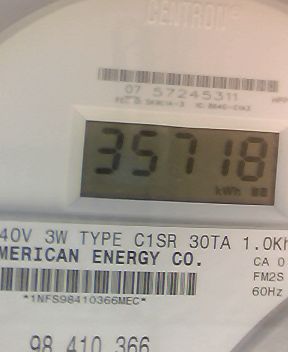 CENTRON®
07 57245311
35718
kWh
40V 3W TYPE C1SR 30TA 1.0Kh
MERICAN ENERGY CO.
CA 0
FM2S
60Hz
*1NFS98410366MEC*
98 410 366